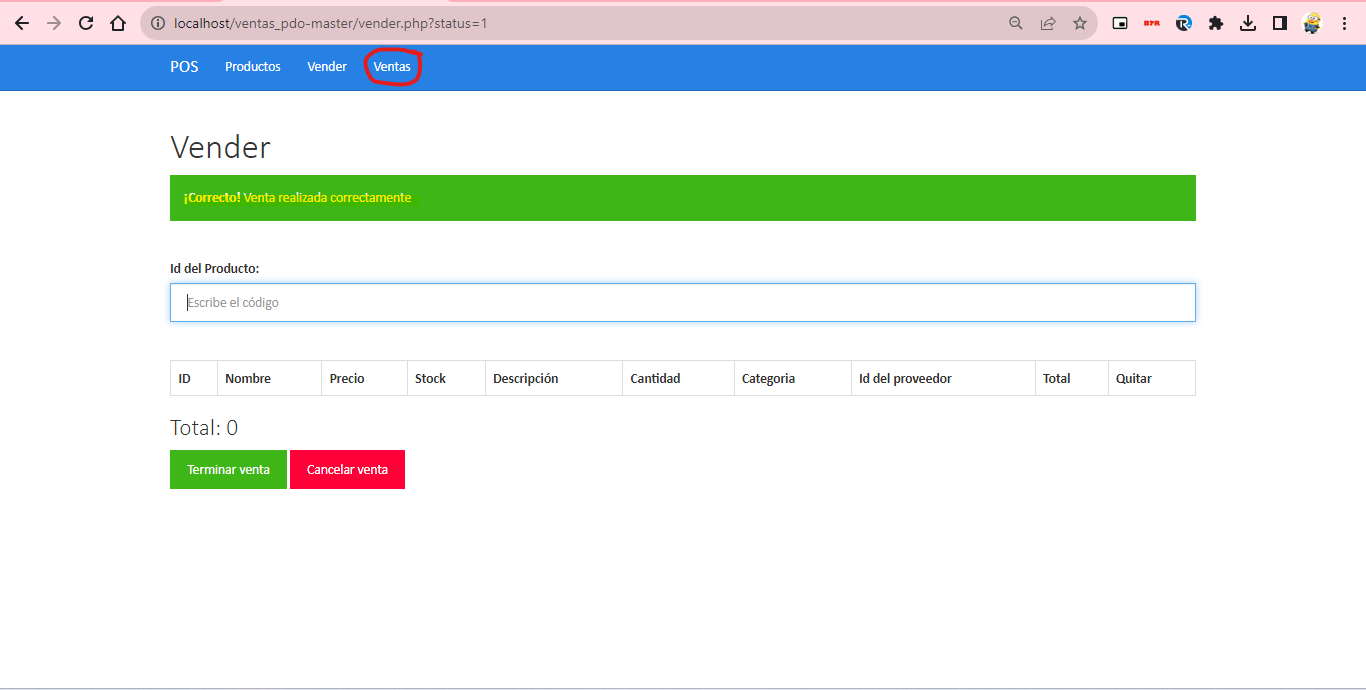 localhost/ventas_pdo-master/vender.php?status=1
POS Productos Vender Ventas
Vender
¡Correcto! Venta realizada correctamente
Id del Producto:
Escribe el código
ID Nombre Precio Stock Descripción Cantidad Categoria Id del proveedor Total Quitar
Total: 0
Terminar venta Cancelar venta